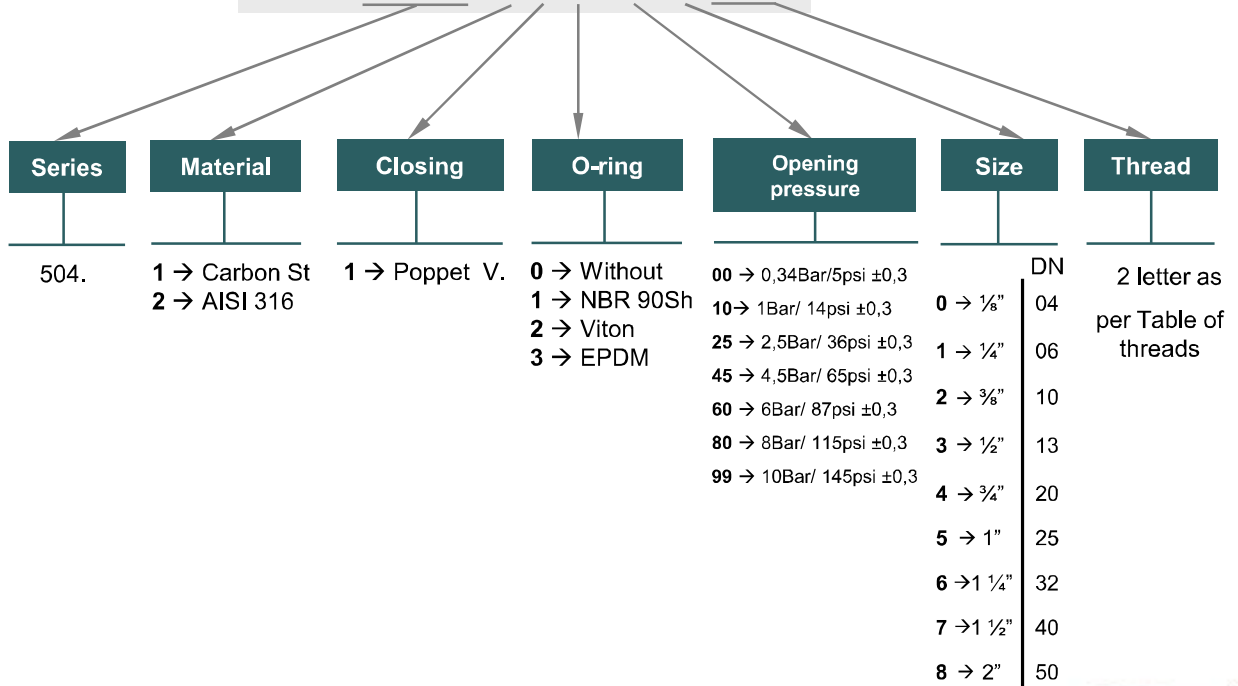 Series
Material
Closing
O-ring
Opening
pressure
Size
Thread
504.
1 → Carbon St
2 → AISI 316
1 → Poppet V.
0 → Without
1 → NBR 90Sh
2 → Viton
3 → EPDM
00 → 0,34Bar/5psi ±0,3
10→ 1Bar/ 14psi ±0,3
25 → 2,5Bar/ 36psi ±0,3
45 → 4,5Bar/ 65psi ±0,3
60 → 6Bar/ 87psi ±0,3
80 → 8Bar/ 115psi ±0,3
99 → 10Bar/ 145psi ±0,3
DN
0 → ⅛” 04
1 → ¼” 06
2 → ⅜” 10
3 → ½” 13
4 → ¾” 20
5 → 1” 25
6 →1 ¼” 32
7 →1 ½” 40
8 → 2” 50
2 letter as
per Table of
threads